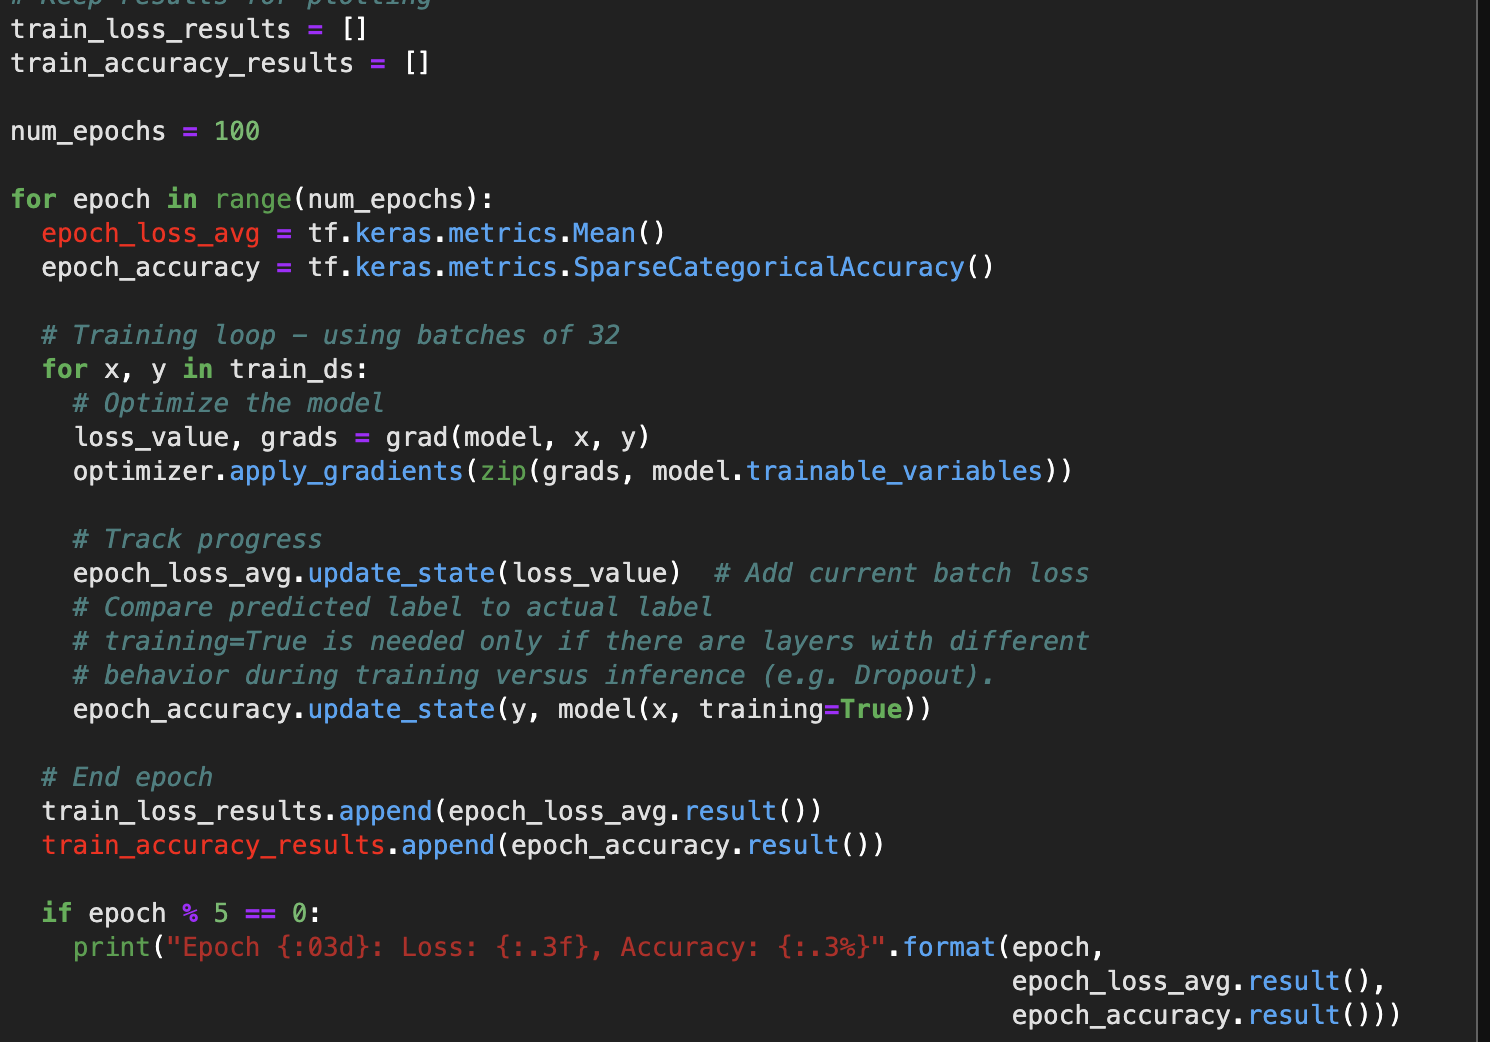 # Keep results for plotting
train_loss_results = []
train_accuracy_results = []
num_epochs = 100
for epoch in range(num_epochs):
  epoch_loss_avg = tf.keras.metrics.Mean()
  epoch_accuracy = tf.keras.metrics.SparseCategoricalAccuracy()
  # Training loop – using batches of 32
  for x, y in train_ds:
    # Optimize the model
    loss_value, grads = grad(model, x, y)
    optimizer.apply_gradients(zip(grads, model.trainable_variables))
    # Track progress
    epoch_loss_avg.update_state(loss_value)  # Add current batch loss
    # Compare predicted label to actual label
    # training=True is needed only if there are layers with different
    # behavior during training versus inference (e.g. Dropout).
    epoch_accuracy.update_state(y, model(x, training=True))
  # End epoch
  train_loss_results.append(epoch_loss_avg.result())
  train_accuracy_results.append(epoch_accuracy.result())
  if epoch % 5 == 0:
    print("Epoch {:03d}: Loss: {:.3f}, Accuracy: {:.3%}".format(epoch,
                                                                epoch_loss_avg.result(),
                                                                epoch_accuracy.result()))